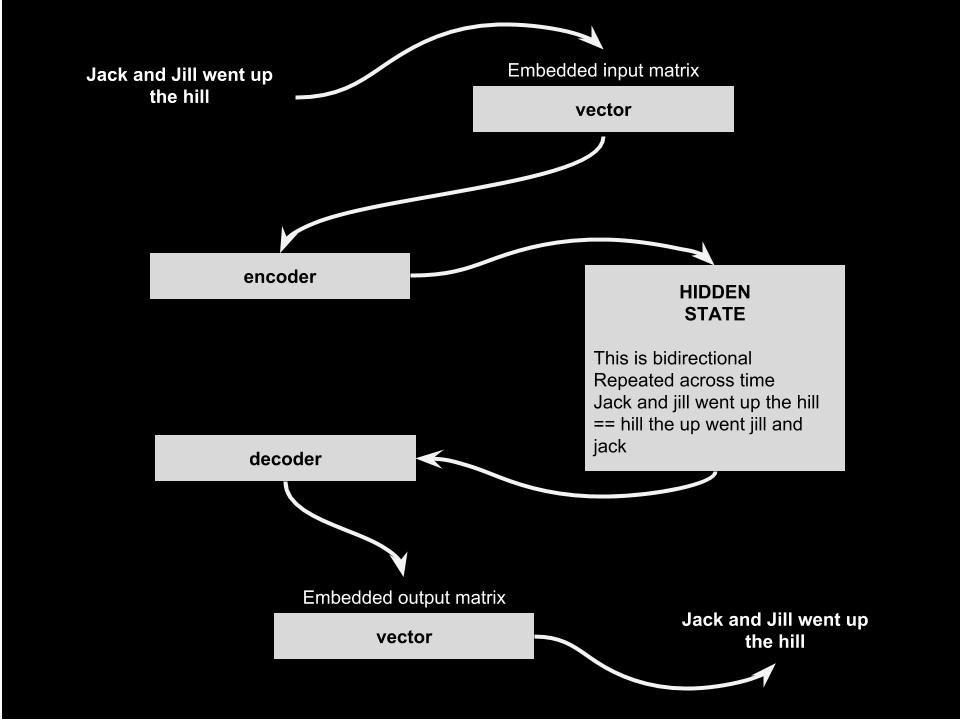 Jack and Jill went up
the hill
Embedded input matrix
vector
encoder
HIDDEN
STATE
This is bidirectional
Repeated across time
Jack and jill went up the hill
== hill the up went jill and
jack
decoder
Embedded output matrix
vector
Jack and Jill went up
the hill